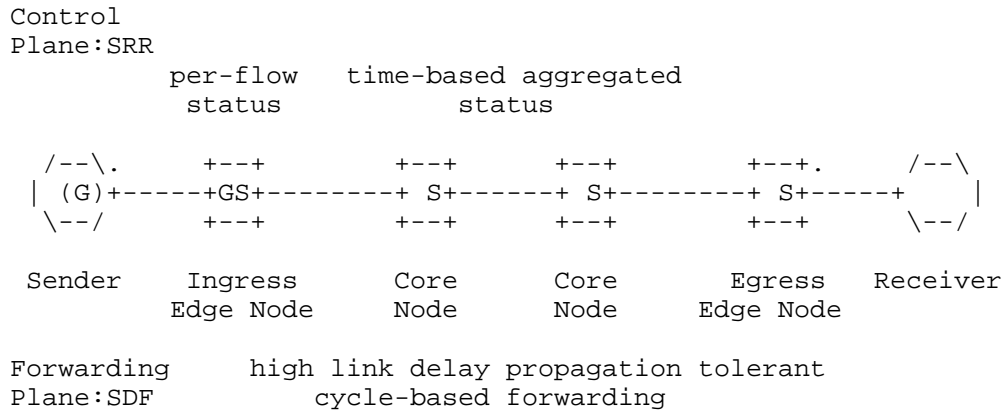 Control
Plane:SRR
          per-flow   time-based aggregated
           status           status

  /--\.     +--+        +--+      +--+        +--+.     /--\
 | (G)+-----+GS+--------+ S+------+ S+--------+ S+-----+    |
  \--/      +--+        +--+      +--+        +--+      \--/

 Sender    Ingress      Core      Core       Egress   Receiver
          Edge Node     Node      Node     Edge Node

Forwarding     high link delay propagation tolerant
Plane:SDF          cycle-based forwarding